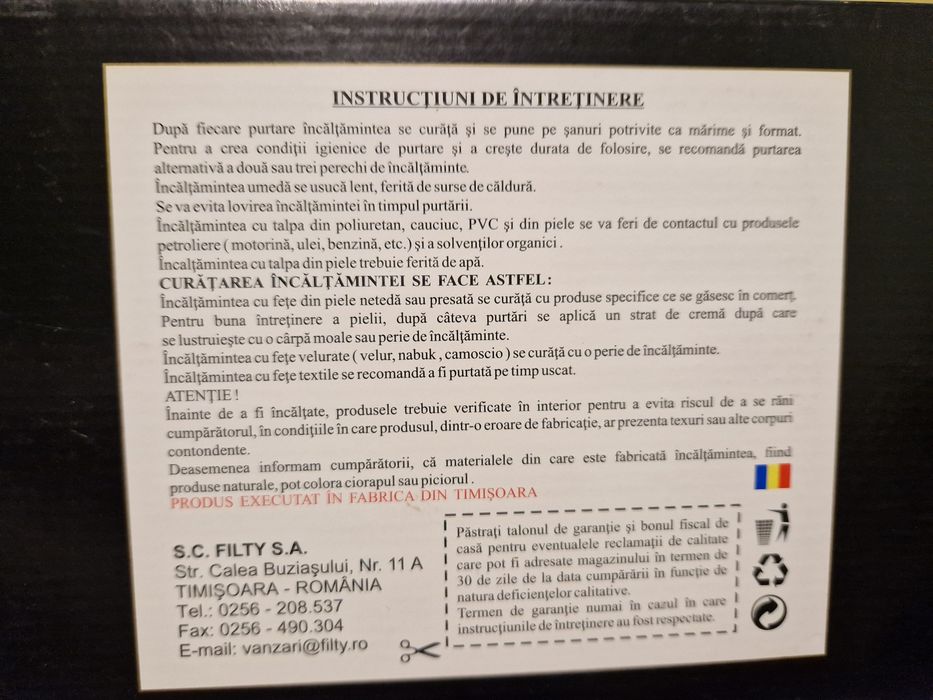 INSTRUCȚIUNI DE ÎNTREȚINERE
După fiecare purtare încălțămintea se curăță și se pune pe șanuri potrivite ca mărime și format.
Pentru a crea condiții igienice de purtare și a crește durata de folosire, se recomandă purtarea
alternativă a două sau trei perechi de încălțăminte.
Încălțămintea umedă se usucă lent, ferită de surse de căldură.
Se va evita lovirea încălțămintei în timpul purtării.
Încălțămintea cu talpa din poliuretan, cauciuc, PVC și din piele se va feri de contactul cu produsele
petroliere ( motorină, ulei, benzină, etc.) și a solvenților organici .
Încalțămintea cu talpa din piele trebuie ferită de apă.
CURĂȚAREA ÎNCĂLȚĂMINTEI SE FACE ASTFEL:
Încălțămintea cu fețe din piele netedă sau presată se curăță cu produse specifice ce se găsesc în comerț.
Pentru buna întreținere a pielii, după câteva purtări se aplică un strat de cremă după care
se lustruiește cu o cârpă moale sau perie de încălțăminte.
Încălțămintea cu fețe velurate ( velur, nabuk , camoscio ) se curăță cu o perie de încălțăminte.
Încălțămintea cu fețe textile se recomandă a fi purtată pe timp uscat.
ATENȚIE !
Înainte de a fi încălțate, produsele trebuie verificate în interior pentru a evita riscul de a se răni
cumpărătorul, în condițiile în care produsul, dintr-o eroare de fabricație, ar prezenta texuri sau alte corpuri
contondente.
Deasemenea informam cumpărătorii, că materialele din care este fabricată încălțămintea, fiind
produse naturale, pot colora ciorapul sau piciorul .
PRODUS EXECUTAT ÎN FABRICA DIN TIMIȘOARA
S.C. FILTY S.A.
Str. Calea Buziașului, Nr. 11 A
TIMIȘOARA - ROMÂNIA
Tel.: 0256 - 208.537
Fax: 0256 - 490.304
E-mail: vanzari@filty.ro
Păstrați talonul de garanție și bonul fiscal de
casă pentru eventualele reclamații de calitate
care pot fi adresate magazinului în termen de
30 de zile de la data cumpărării în funcție de
natura deficiențelor calitative.
Termen de garanție numai în cazul în care
instrucțiunile de întreținere au fost respectate.